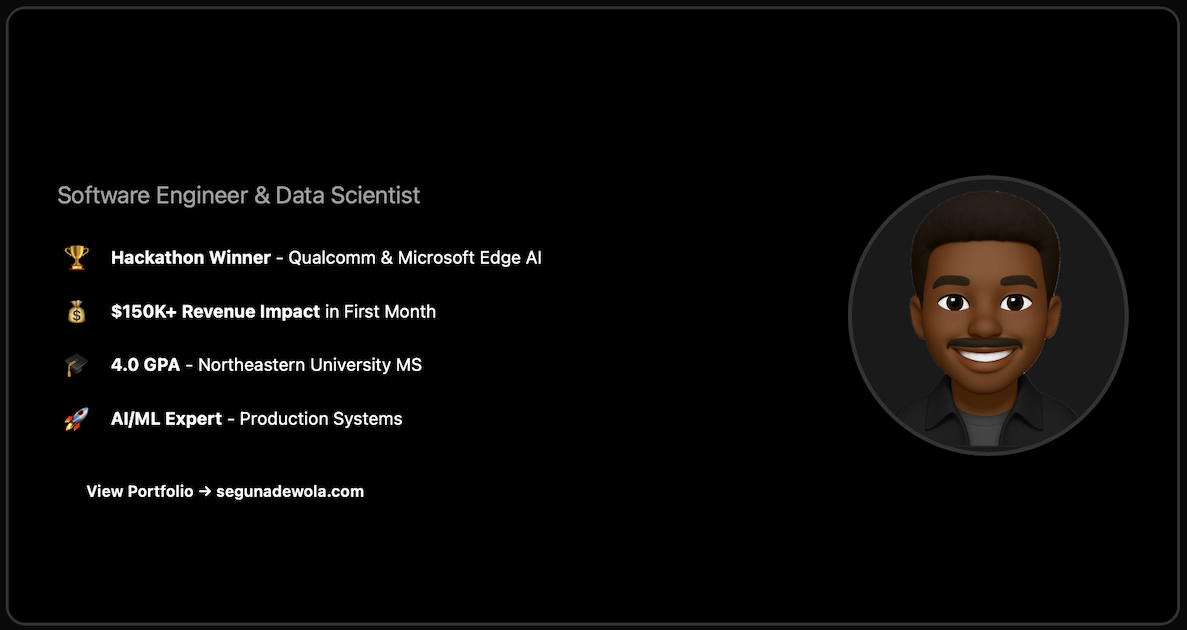 Software Engineer & Data Scientist
🏆 Hackathon Winner - Qualcomm & Microsoft Edge AI
💰 $150K+ Revenue Impact in First Month
🎓 4.0 GPA - Northeastern University MS
🚀 AI/ML Expert - Production Systems
View Portfolio → segunadewola.com